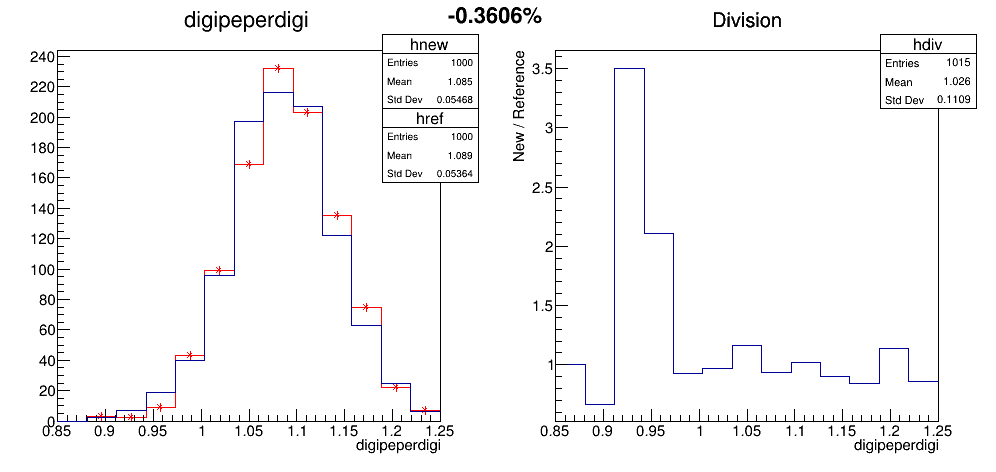 -0.3606%
digipeperdigi
hnew
Entries 1000
Mean 1.085
Std Dev 0.05468
href
Entries 1000
Mean 1.089
Std Dev 0.05364
240
220
200
180
160
140
120
100
80
60
40
20
0
0.85 0.9 0.95 1 1.05 1.1 1.15 1.2 1.25
digipeperdigi
Division
hdiv
Entries 1015
Mean 1.026
Std Dev 0.1109
New / Reference
3.5
3
2.5
2
1.5
1
0.85 0.9 0.95 1 1.05 1.1 1.15 1.2 1.25
digipeperdigi